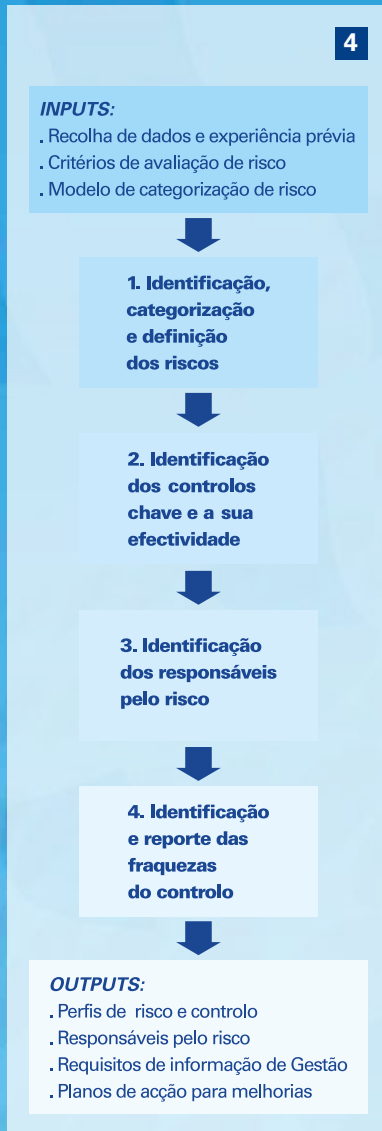 4
INPUTS:
. Recolha de dados e experiência prévia
. Critérios de avaliação de risco
. Modelo de categorização de risco
1. Identificação,
categorização
e definição
dos riscos
2. Identificação
dos controlos
chave e a sua
efectividade
3. Identificação
dos responsáveis
pelo risco
4. Identificação
e reporte das
fraquezas
do controlo
OUTPUTS:
. Perfis de risco e controlo
. Responsáveis pelo risco
. Requisitos de informação de Gestão
. Planos de acção para melhorias